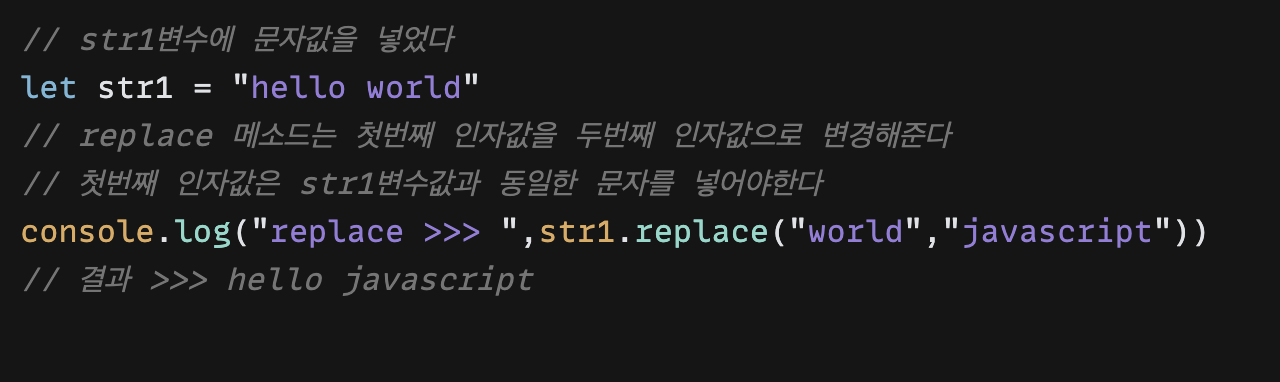 // str1변수에 문자값을 넣었다
let str1 = "hello world"
// replace 메소드는 첫번째 인자값을 두번째 인자값으로 변경해준다
// 첫번째 인자값은 str1변수값과 동일한 문자를 넣어야한다
console.log("replace >>> ",str1.replace("world","javascript"))
// 결과 >>> hello javascript